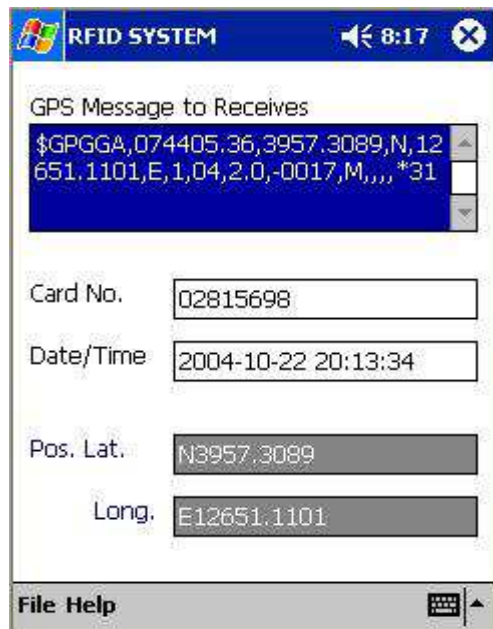 RFID SYSTEM 8:17
GPS Message to Receives
$GPGGA,074405.36,3957.3089,N,12
651.1101,E,1,04,2.0,-0017,M,,,,*31
Card No. 02815698
Date/Time 2004-10-22 20:13:34
Pos. Lat. N3957.3089
Long. E12651.1101
File Help